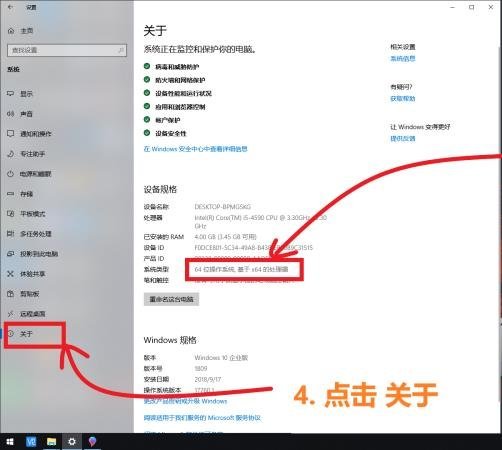 设置
关于
主页
系统正在监控和保护你的电脑。
相关设置
系统信息
查找设置
系统
病毒和威胁防护
防火墙和网络保护
有疑问?
获取帮助
显示
设备性能和运行状况
应用和浏览器控制
声音
帐户保护
让 Windows 变得更好
提供反馈
通知和操作
设备安全性
专注助手
在 Windows 安全中心中查看详细信息
电源和睡眠
存储
设备规格
平板模式
设备名称 DESKTOP-BPMG5KG
处理器 Intel(R) Core(TM) i5-4590 CPU @ 3.30GHz
多任务处理
已安装的 RAM 4.00 GB (3.45 GB 可用)
投影到此电脑
设备 ID
产品 ID
体验共享
系统类型 64 位操作系统, 基于 x64 的处理器
笔和触控
剪贴板
重命名这台电脑
远程桌面
关于
Windows 规格
版本 Windows 10 企业版
版本号 1809
安装日期 2018/9/17
操作系统版本
4. 点击 关于
更改产品密钥或升级 Windows
阅读适用于我们服务的 Microsoft 服务协议